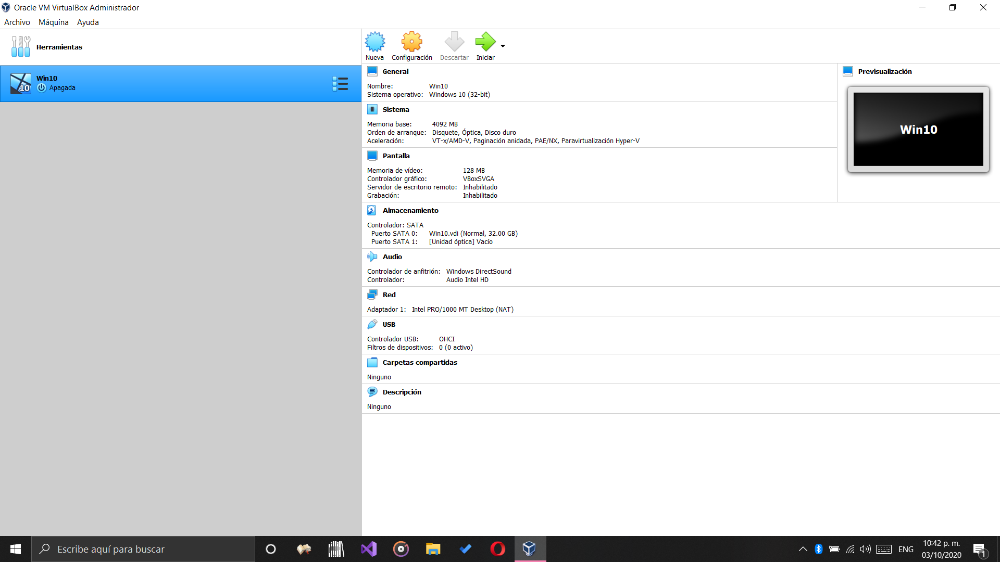 Oracle VM VirtualBox Administrador
Archivo Máquina Ayuda
Herramientas
Nueva Configuración Descartar Iniciar
10
Win10
Apagada
General
Nombre: Win10
Sistema operativo: Windows 10 (32-bit)
Previsualización
Win10
Sistema
Memoria base: 4092 MB
Orden de arranque: Disquete, Óptica, Disco duro
Aceleración: VT-x/AMD-V, Paginación anidada, PAE/NX, Paravirtualización Hyper-V
Pantalla
Memoria de vídeo: 128 MB
Controlador gráfico: VBoxSVGA
Servidor de escritorio remoto: Inhabilitado
Grabación: Inhabilitado
Almacenamiento
Controlador: SATA
Puerto SATA 0: Win10.vdi (Normal, 32.00 GB)
Puerto SATA 1: [Unidad óptica] Vacío
Audio
Controlador de anfitrión: Windows DirectSound
Controlador: Audio Intel HD
Red
Adaptador 1: Intel PRO/1000 MT Desktop (NAT)
USB
Controlador USB: OHCI
Filtros de dispositivos: 0 (0 activo)
Carpetas compartidas
Ninguno
Descripción
Ninguno
Escribe aquí para buscar
ENG
10:42 p. m.
03/10/2020
1